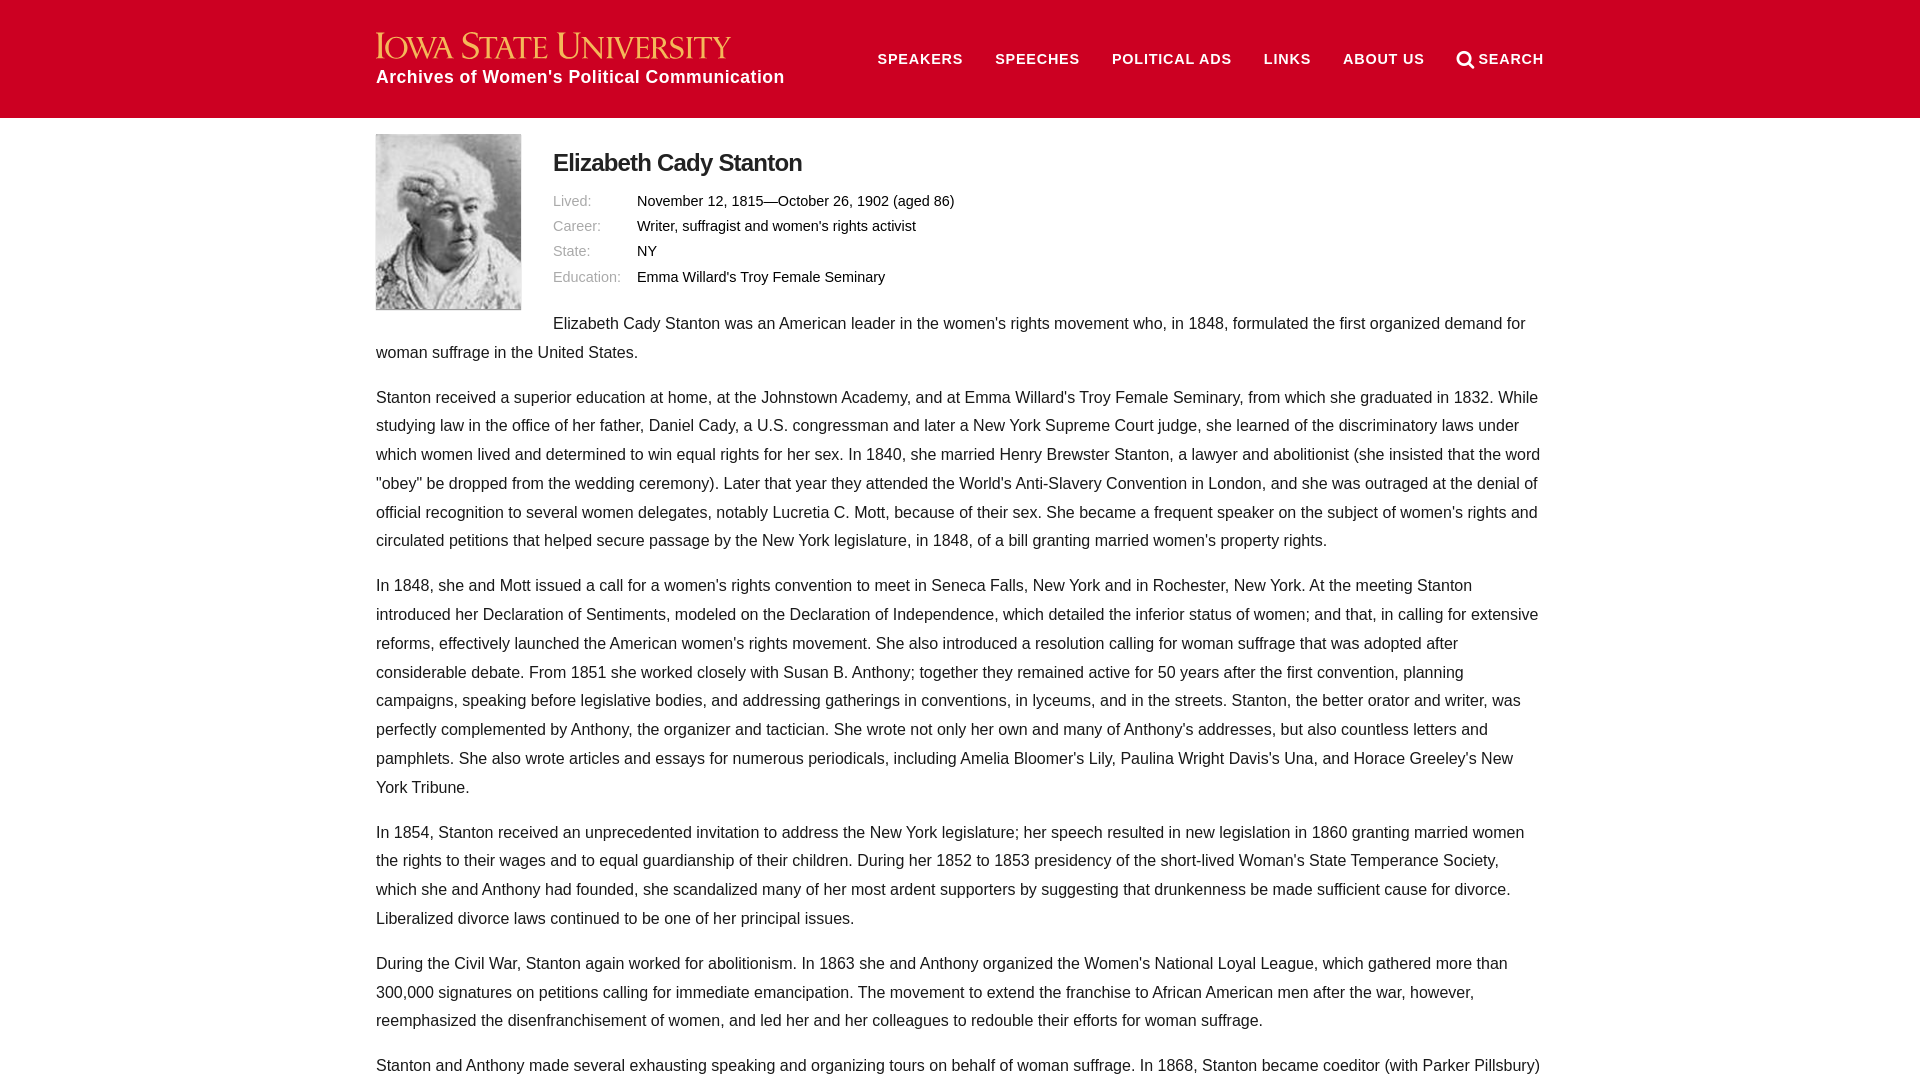 IOWA STATE UNIVERSITY
Archives of Women's Political Communication
SPEAKERS SPEECHES POLITICAL ADS LINKS ABOUT US SEARCH
Elizabeth Cady Stanton
Lived: November 12, 1815—October 26, 1902 (aged 86)
Career: Writer, suffragist and women's rights activist
State: NY
Education: Emma Willard's Troy Female Seminary
Elizabeth Cady Stanton was an American leader in the women's rights movement who, in 1848, formulated the first organized demand for
woman suffrage in the United States.
Stanton received a superior education at home, at the Johnstown Academy, and at Emma Willard's Troy Female Seminary, from which she graduated in 1832. While
studying law in the office of her father, Daniel Cady, a U.S. congressman and later a New York Supreme Court judge, she learned of the discriminatory laws under
which women lived and determined to win equal rights for her sex. In 1840, she married Henry Brewster Stanton, a lawyer and abolitionist (she insisted that the word
"obey" be dropped from the wedding ceremony). Later that year they attended the World's Anti-Slavery Convention in London, and she was outraged at the denial of
official recognition to several women delegates, notably Lucretia C. Mott, because of their sex. She became a frequent speaker on the subject of women's rights and
circulated petitions that helped secure passage by the New York legislature, in 1848, of a bill granting married women's property rights.
In 1848, she and Mott issued a call for a women's rights convention to meet in Seneca Falls, New York and in Rochester, New York. At the meeting Stanton
introduced her Declaration of Sentiments, modeled on the Declaration of Independence, which detailed the inferior status of women; and that, in calling for extensive
reforms, effectively launched the American women's rights movement. She also introduced a resolution calling for woman suffrage that was adopted after
considerable debate. From 1851 she worked closely with Susan B. Anthony; together they remained active for 50 years after the first convention, planning
campaigns, speaking before legislative bodies, and addressing gatherings in conventions, in lyceums, and in the streets. Stanton, the better orator and writer, was
perfectly complemented by Anthony, the organizer and tactician. She wrote not only her own and many of Anthony's addresses, but also countless letters and
pamphlets. She also wrote articles and essays for numerous periodicals, including Amelia Bloomer's Lily, Paulina Wright Davis's Una, and Horace Greeley's New
York Tribune.
In 1854, Stanton received an unprecedented invitation to address the New York legislature; her speech resulted in new legislation in 1860 granting married women
the rights to their wages and to equal guardianship of their children. During her 1852 to 1853 presidency of the short-lived Woman's State Temperance Society,
which she and Anthony had founded, she scandalized many of her most ardent supporters by suggesting that drunkenness be made sufficient cause for divorce.
Liberalized divorce laws continued to be one of her principal issues.
During the Civil War, Stanton again worked for abolitionism. In 1863 she and Anthony organized the Women's National Loyal League, which gathered more than
300,000 signatures on petitions calling for immediate emancipation. The movement to extend the franchise to African American men after the war, however,
reemphasized the disenfranchisement of women, and led her and her colleagues to redouble their efforts for woman suffrage.
Stanton and Anthony made several exhausting speaking and organizing tours on behalf of woman suffrage. In 1868, Stanton became coeditor (with Parker Pillsbury)